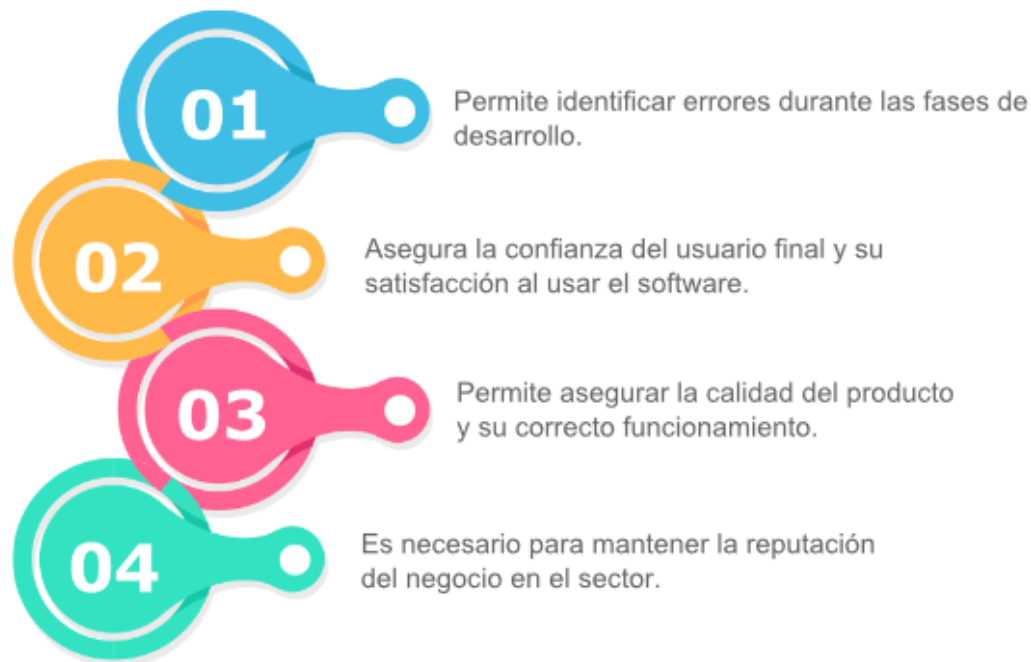 01
Permite identificar errores durante las fases de
desarrollo.
02
Asegura la confianza del usuario final y su
satisfacción al usar el software.
03
Permite asegurar la calidad del producto
y su correcto funcionamiento.
04
Es necesario para mantener la reputación
del negocio en el sector.